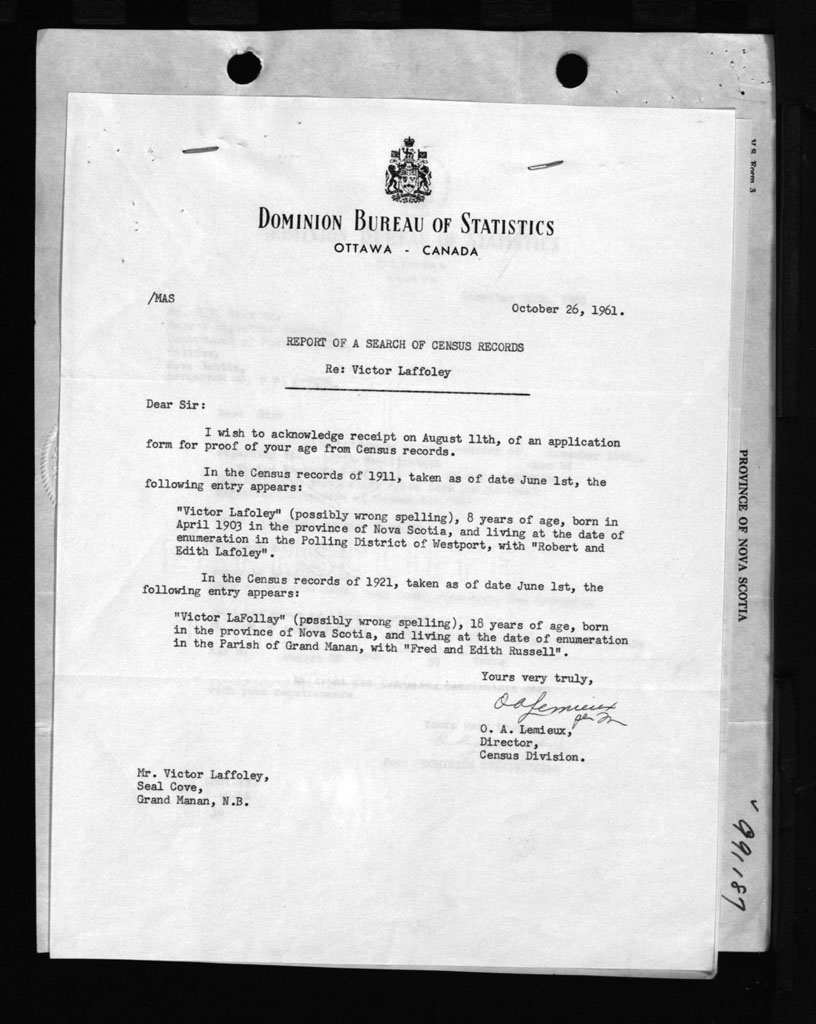 DOMINION BUREAU OF STATISTICS
OTTAWA - CANADA
/MAS
October 26, 1961.
REPORT OF A SEARCH OF CENSUS RECORDS
Re: Victor Laffoley
Dear Sir:
I wish to acknowledge receipt on August 11th, of an application
form for proof of your age from Census records.
In the Census records of 1911, taken as of date June 1st, the
following entry appears:
"Victor Lafoley" (possibly wrong spelling), 8 years of age, born in
April 1903 in the province of Nova Scotia, and living at the date of
enumeration in the Polling District of Westport, with "Robert and
Edith Lafoley".
In the Census records of 1921, taken as of date June 1st, the
following entry appears:
"Victor LaFollay" (possibly wrong spelling), 18 years of age, born
in the province of Nova Scotia, and living at the date of enumeration
in the Parish of Grand Manan, with "Fred and Edith Russell".
Yours very truly,
O A Lemieux
per M
O. A. Lemieux,
Director,
Census Division.
Mr. Victor Laffoley,
Seal Cove,
Grand Manan, N.B.
Form 3
PROVINCE OF NOVA SCOTIA